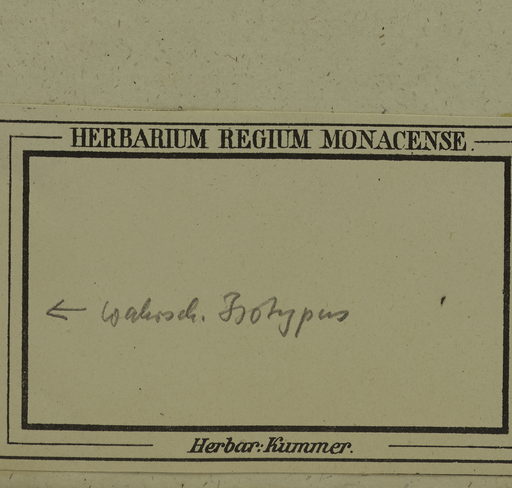 HERBARIUM REGIUM MONACENSE.
← wahrsch. Isotypus
Herbar: Kummer.